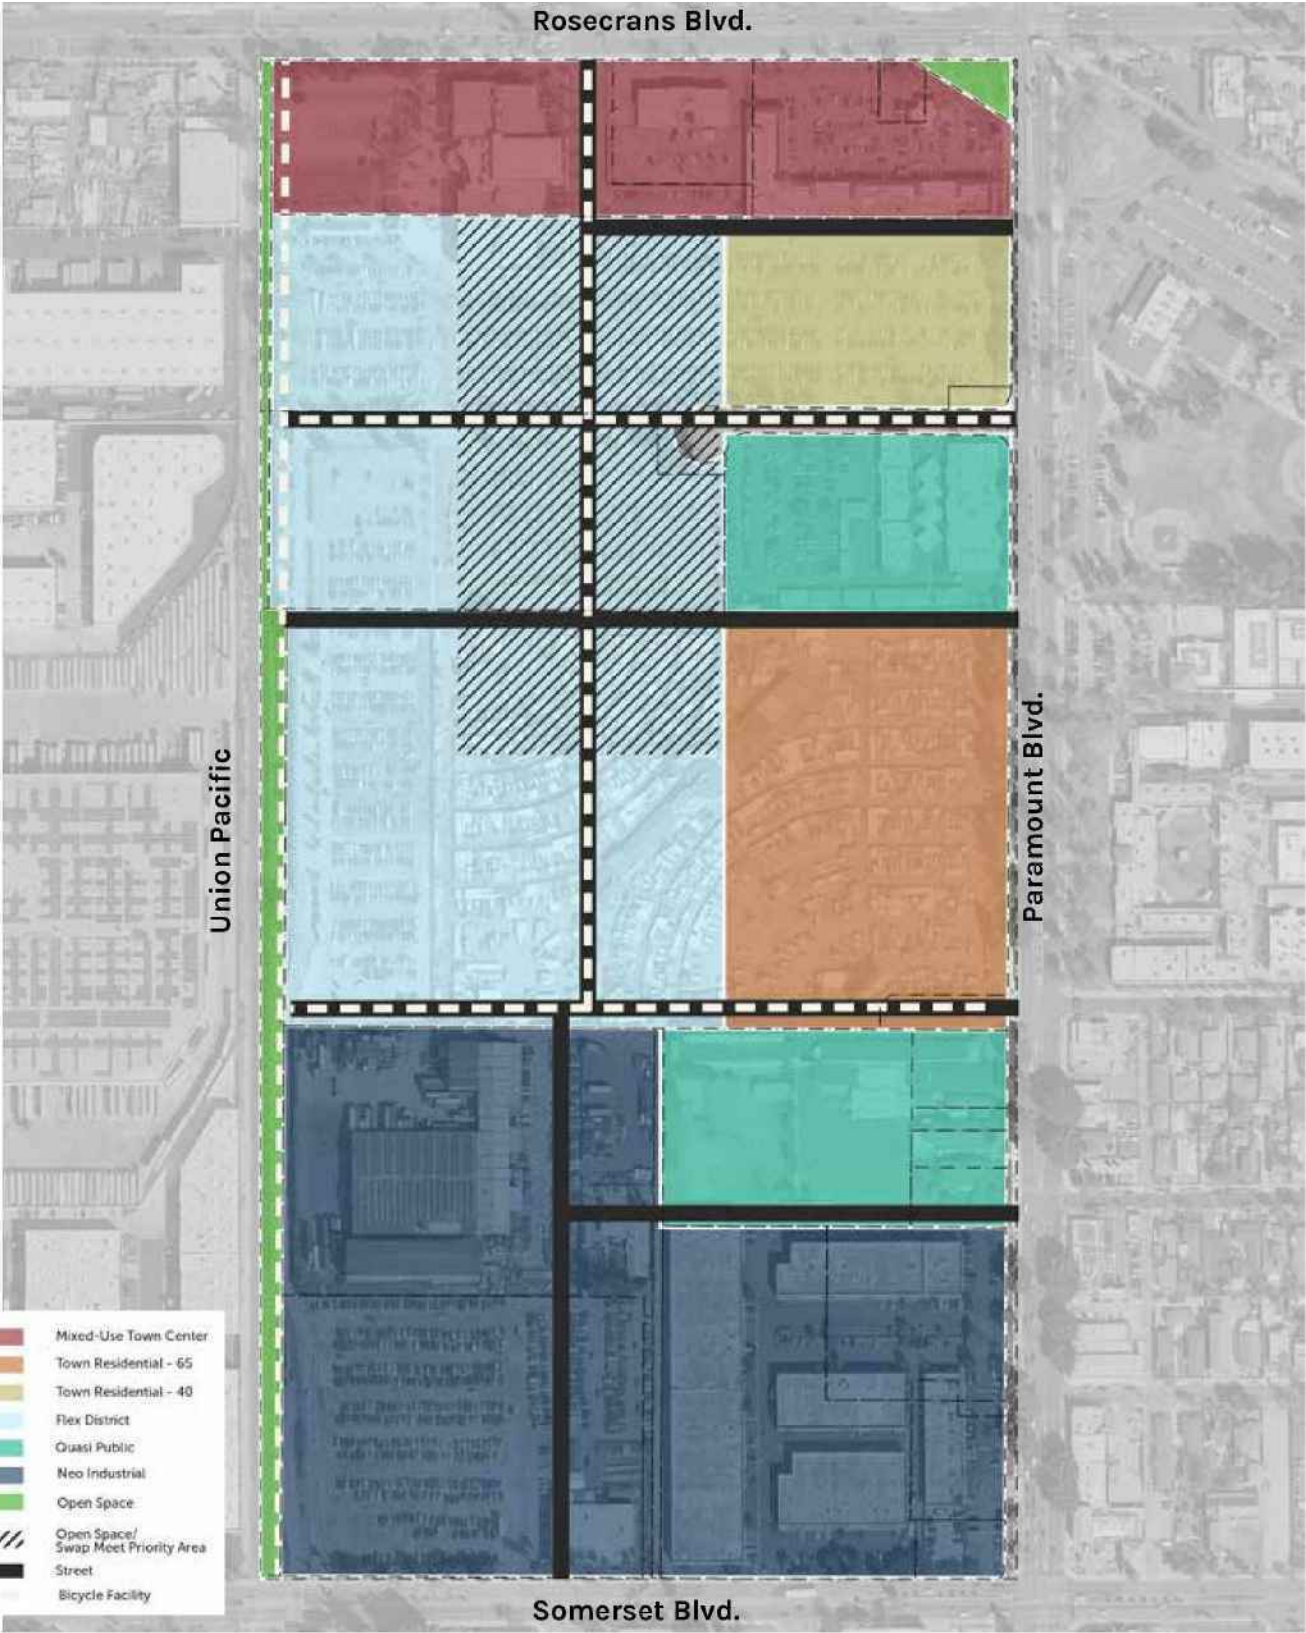 Rosecrans Blvd.
Union Pacific
Paramount Blvd.
Mixed-Use Town Center
Town Residential - 65
Town Residential - 40
Flex District
Quasi Public
Neo Industrial
Open Space
Open Space/
Swap Meet Priority Area
Street
Bicycle Facility
Somerset Blvd.